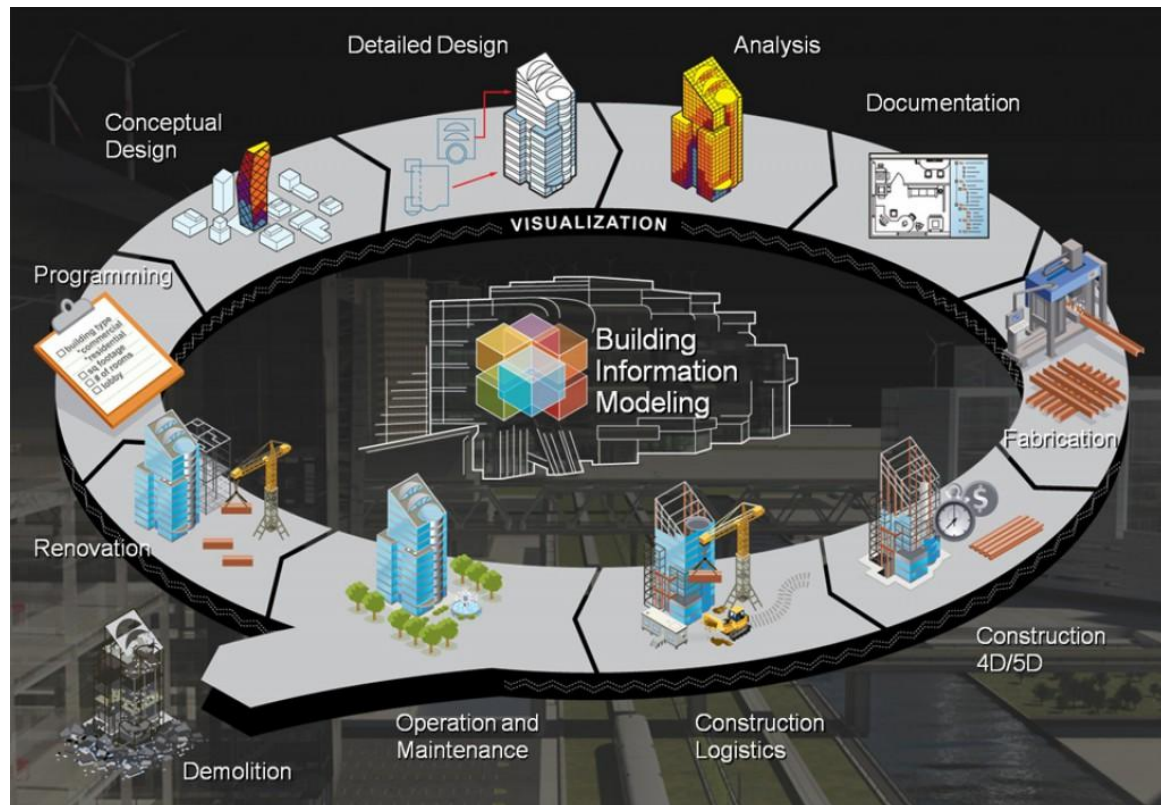 Detailed Design
Analysis
Documentation
Conceptual
Design
VISUALIZATION
Programming
building type
*commercial
*residential
sq footage
# of rooms
lobby
Building
Information
Modeling
$
Fabrication
Renovation
Construction
4D/5D
Operation and
Maintenance
Construction
Logistics
Demolition